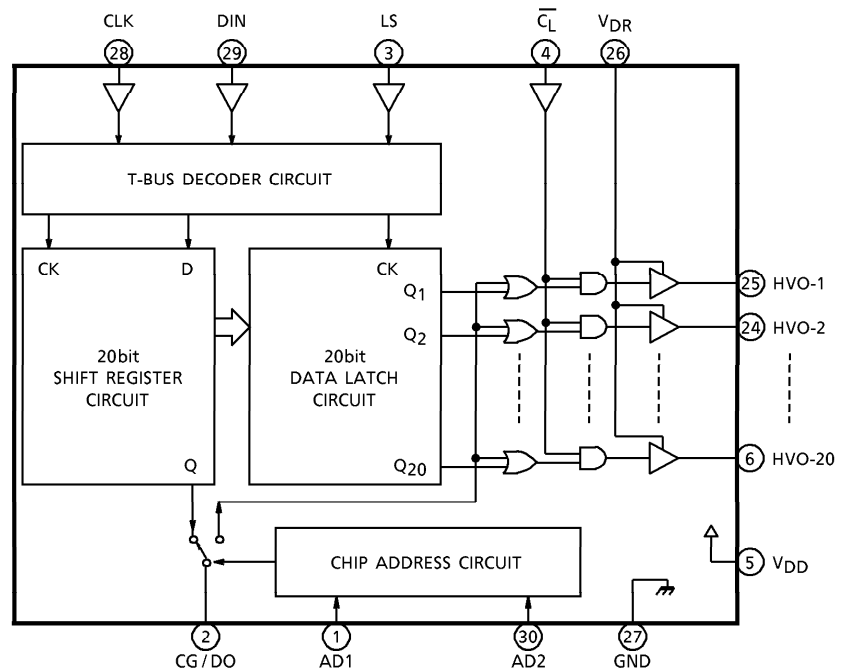 CLK DIN LS C̅L̅ VDR
28 29 3 4 26
T-BUS DECODER CIRCUIT
CK D CK
Q1
25 HVO-1
Q2
24 HVO-2
20bit
SHIFT REGISTER
CIRCUIT
20bit
DATA LATCH
CIRCUIT
Q Q20
6 HVO-20
CHIP ADDRESS CIRCUIT
5 VDD
2 1 30 27
CG/DO AD1 AD2 GND